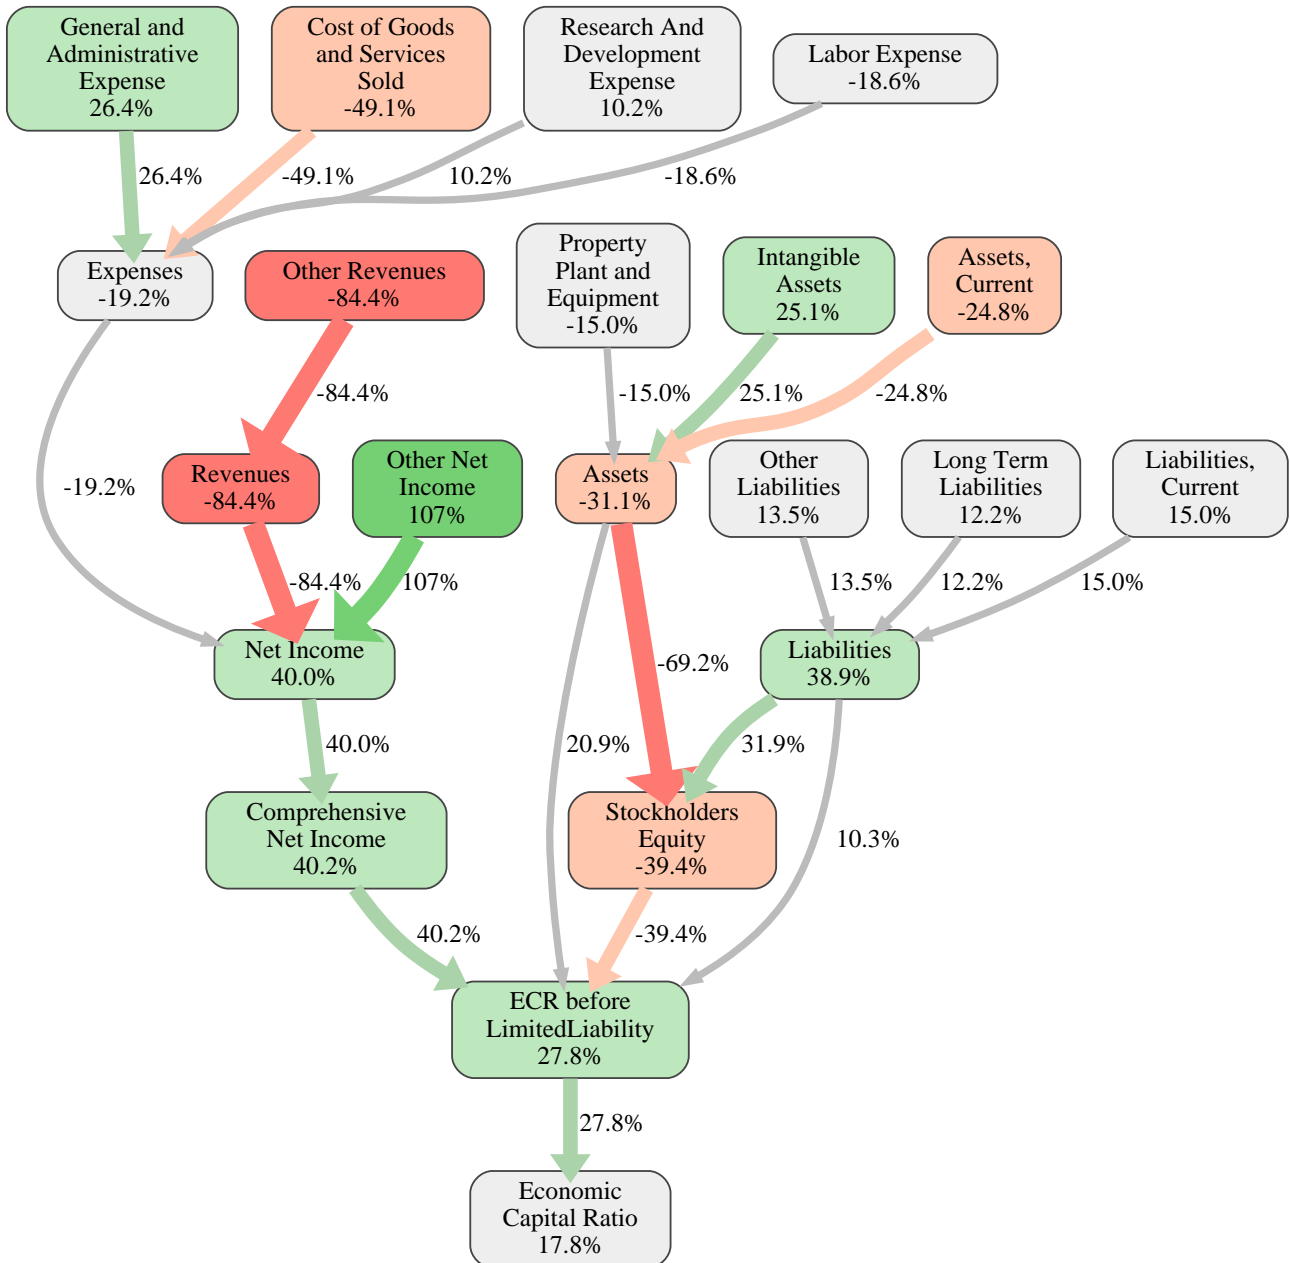 General and
Administrative
Expense
26.4%
Cost of Goods
and Services
Sold
-49.1%
Research And
Development
Expense
10.2%
Labor Expense
-18.6%
26.4%
-49.1%
10.2%
-18.6%
Expenses
-19.2%
Other Revenues
-84.4%
Property
Plant and
Equipment
-15.0%
Intangible
Assets
25.1%
Assets,
Current
-24.8%
-84.4%
-15.0%
25.1%
-24.8%
-19.2%
Revenues
-84.4%
Other Net
Income
107%
Assets
-31.1%
Other
Liabilities
13.5%
Long Term
Liabilities
12.2%
Liabilities,
Current
15.0%
-84.4%
107%
13.5%
12.2%
15.0%
Net Income
40.0%
-69.2%
Liabilities
38.9%
40.0%
20.9%
31.9%
Comprehensive
Net Income
40.2%
Stockholders
Equity
-39.4%
10.3%
40.2%
-39.4%
ECR before
LimitedLiability
27.8%
27.8%
Economic
Capital Ratio
17.8%